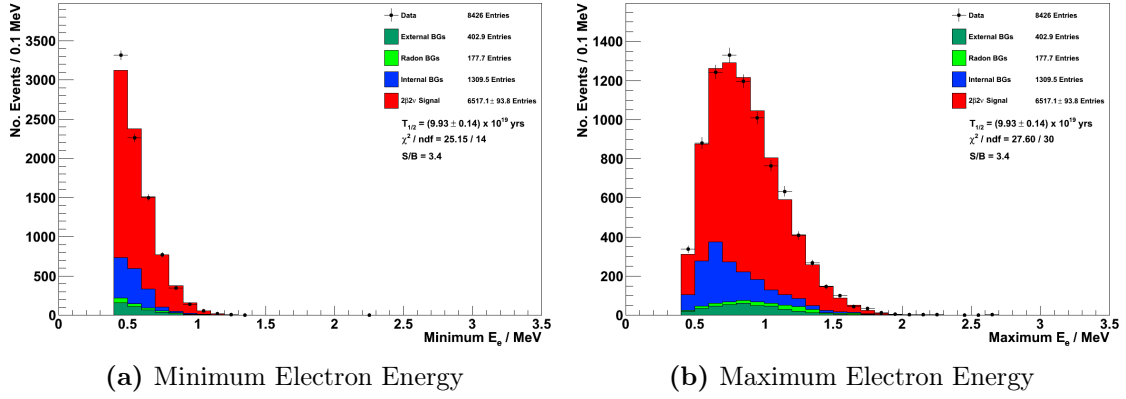 No. Events / 0.1 MeV
3500
3000
2500
2000
1500
1000
500
0
0 0.5 1 1.5 2 2.5 3 3.5
Minimum E_e / MeV
Data 8426 Entries
External BGs 402.9 Entries
Radon BGs 177.7 Entries
Internal BGs 1309.5 Entries
2β2ν Signal 6517.1 ± 93.8 Entries
T_1/2 = (9.93 ± 0.14) x 10^19 yrs
χ² / ndf = 25.15 / 14
S/B = 3.4
(a) Minimum Electron Energy
No. Events / 0.1 MeV
1400
1200
1000
800
600
400
200
0
0 0.5 1 1.5 2 2.5 3 3.5
Maximum E_e / MeV
Data 8426 Entries
External BGs 402.9 Entries
Radon BGs 177.7 Entries
Internal BGs 1309.5 Entries
2β2ν Signal 6517.1 ± 93.8 Entries
T_1/2 = (9.93 ± 0.14) x 10^19 yrs
χ² / ndf = 27.60 / 30
S/B = 3.4
(b) Maximum Electron Energy